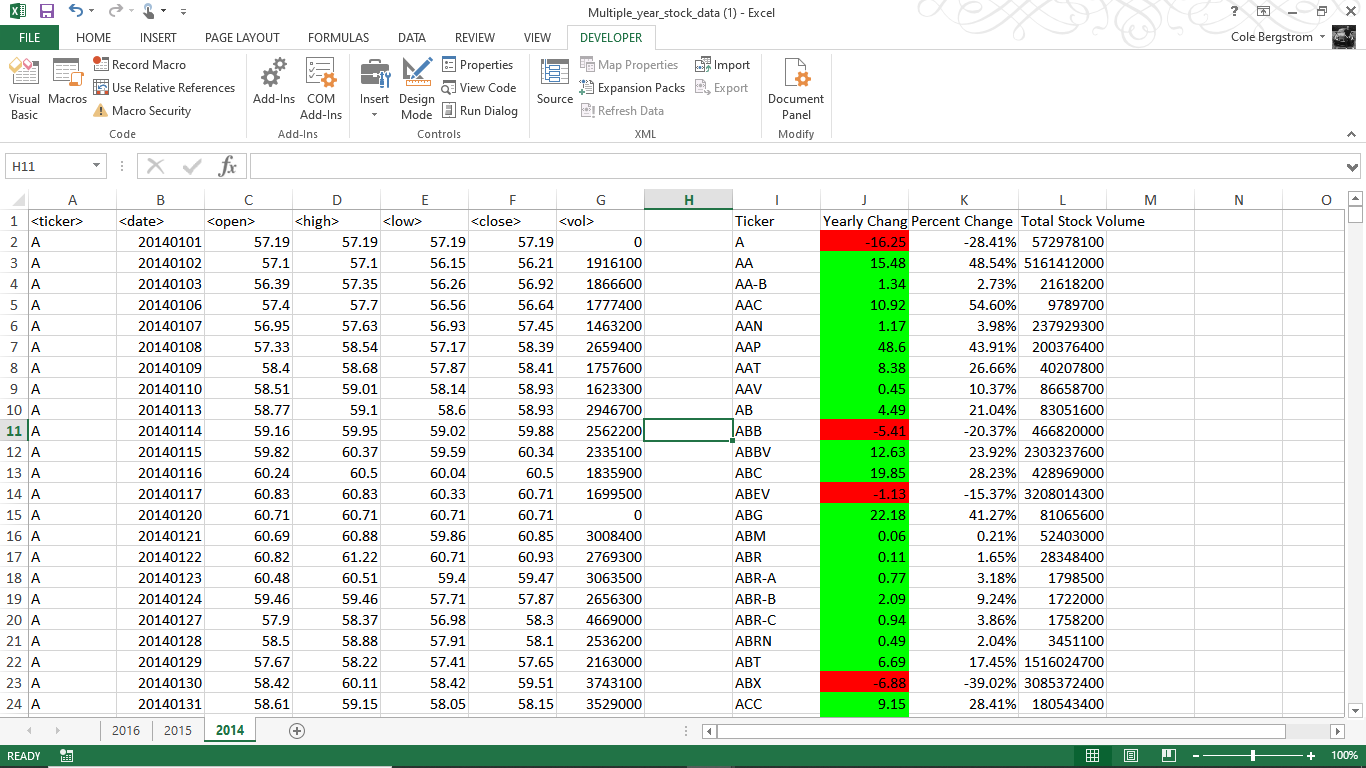 Multiple_year_stock_data (1) - Excel
?
FILE HOME INSERT PAGE LAYOUT FORMULAS DATA REVIEW VIEW DEVELOPER Cole Bergstrom
Visual Basic
Macros
Record Macro
Use Relative References
Macro Security
Code
Add-Ins
COM Add-Ins
Add-Ins
Insert
Design Mode
Properties
View Code
Run Dialog
Controls
Source
Map Properties
Expansion Packs
Refresh Data
Import
Export
XML
Document Panel
Modify
H11 fx
A B C D E F G H I J K L M N O
1 <ticker> <date> <open> <high> <low> <close> <vol> Ticker Yearly Chang Percent Change Total Stock Volume
2 A 20140101 57.19 57.19 57.19 57.19 0 A -16.25 -28.41% 572978100
3 A 20140102 57.1 57.1 56.15 56.21 1916100 AA 15.48 48.54% 5161412000
4 A 20140103 56.39 57.35 56.26 56.92 1866600 AA-B 1.34 2.73% 21618200
5 A 20140106 57.4 57.7 56.56 56.64 1777400 AAC 10.92 54.60% 9789700
6 A 20140107 56.95 57.63 56.93 57.45 1463200 AAN 1.17 3.98% 237929300
7 A 20140108 57.33 58.54 57.17 58.39 2659400 AAP 48.6 43.91% 200376400
8 A 20140109 58.4 58.68 57.87 58.41 1757600 AAT 8.38 26.66% 40207800
9 A 20140110 58.51 59.01 58.14 58.93 1623300 AAV 0.45 10.37% 86658700
10 A 20140113 58.77 59.1 58.6 58.93 2946700 AB 4.49 21.04% 83051600
11 A 20140114 59.16 59.95 59.02 59.88 2562200 ABB -5.41 -20.37% 466820000
12 A 20140115 59.82 60.37 59.59 60.34 2335100 ABBV 12.63 23.92% 2303237600
13 A 20140116 60.24 60.5 60.04 60.5 1835900 ABC 19.85 28.23% 428969000
14 A 20140117 60.83 60.83 60.33 60.71 1699500 ABEV -1.13 -15.37% 3208014300
15 A 20140120 60.71 60.71 60.71 60.71 0 ABG 22.18 41.27% 81065600
16 A 20140121 60.69 60.88 59.86 60.85 3008400 ABM 0.06 0.21% 52403000
17 A 20140122 60.82 61.22 60.71 60.93 2769300 ABR 0.11 1.65% 28348400
18 A 20140123 60.48 60.51 59.4 59.47 3063500 ABR-A 0.77 3.18% 1798500
19 A 20140124 59.46 59.46 57.71 57.87 2656300 ABR-B 2.09 9.24% 1722000
20 A 20140127 57.9 58.37 56.98 58.3 4669000 ABR-C 0.94 3.86% 1758200
21 A 20140128 58.5 58.88 57.91 58.1 2536200 ABRN 0.49 2.04% 3451100
22 A 20140129 57.67 58.22 57.41 57.65 2163000 ABT 6.69 17.45% 1516024700
23 A 20140130 58.42 60.11 58.42 59.51 3743100 ABX -6.88 -39.02% 3085372400
24 A 20140131 58.61 59.15 58.05 58.15 3529000 ACC 9.15 28.41% 180543400
2016 2015 2014
READY 100%